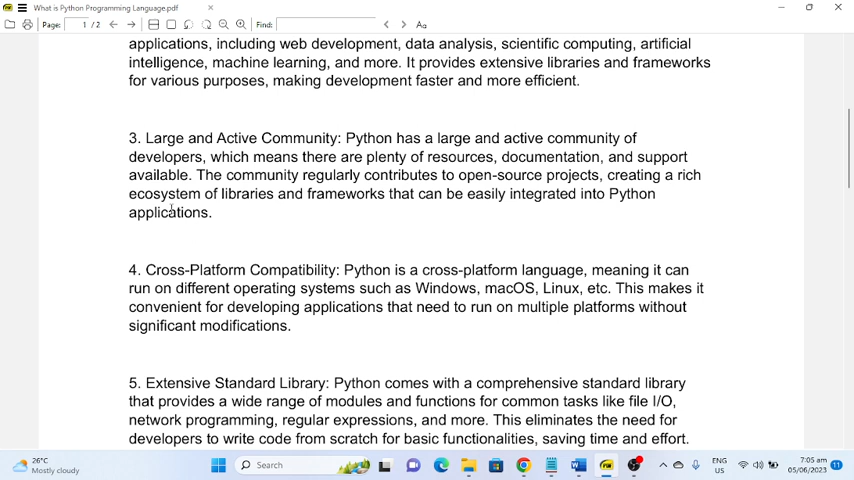 What is Python Programming Language.pdf
Page: 1 / 2 Find: Aa
applications, including web development, data analysis, scientific computing, artificial
intelligence, machine learning, and more. It provides extensive libraries and frameworks
for various purposes, making development faster and more efficient.
3. Large and Active Community: Python has a large and active community of
developers, which means there are plenty of resources, documentation, and support
available. The community regularly contributes to open-source projects, creating a rich
ecosystem of libraries and frameworks that can be easily integrated into Python
applications.
4. Cross-Platform Compatibility: Python is a cross-platform language, meaning it can
run on different operating systems such as Windows, macOS, Linux, etc. This makes it
convenient for developing applications that need to run on multiple platforms without
significant modifications.
5. Extensive Standard Library: Python comes with a comprehensive standard library
that provides a wide range of modules and functions for common tasks like file I/O,
network programming, regular expressions, and more. This eliminates the need for
developers to write code from scratch for basic functionalities, saving time and effort.
26°C
Mostly cloudy
Search
ENG
US
7:05 am
05/06/2023
11